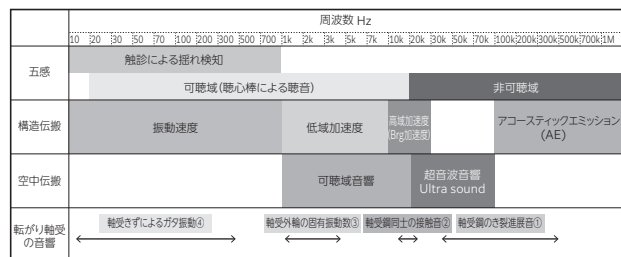 周波数 Hz
10 20 30 50 70 100 200 300 500 700 1k 2k 3k 5k 7k 10k 20k 30k 50k 70k 100k 200k 300k 500k 700k 1M
五感
触診による揺れ検知
可聴域(聴心棒による聴音)
非可聴域
構造伝搬
振動速度
低域加速度
高域加速度
(Brg加速度)
アコースティックエミッション
(AE)
空中伝搬
可聴域音響
超音波音響
Ultra sound
転がり軸受
の音響
軸受きずによるガタ振動④
軸受外輪の固有振動数③
軸受鋼同士の接触音②
軸受鋼のき裂進展音①